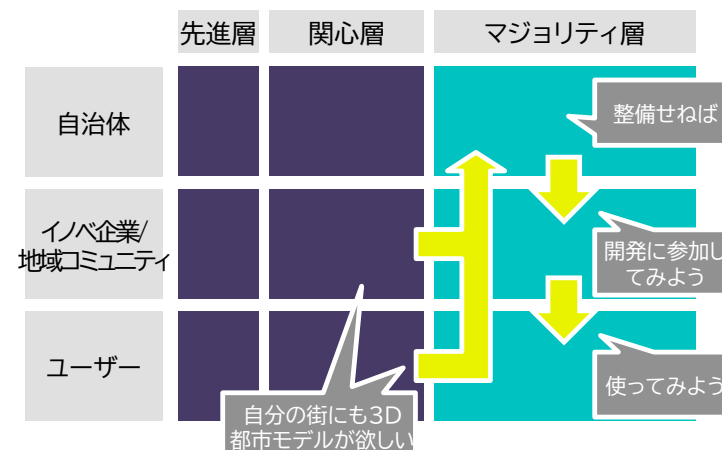 先進層
関心層
マジョリティ層
自治体
整備せねば
イノベ企業/
地域コミュニティ
開発に参加し
てみよう
ユーザー
使ってみよう
自分の街にも3D
都市モデルが欲しい